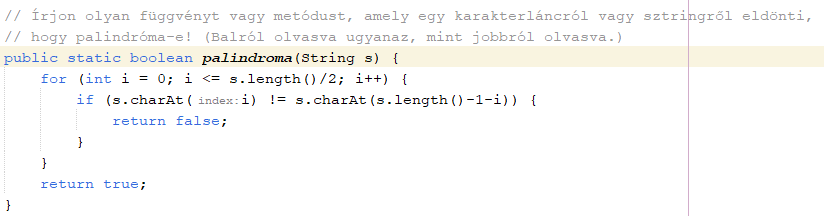 // Írjon olyan függvényt vagy metódust, amely egy karakterláncról vagy sztringről eldönti,
// hogy palindróma-e! (Balról olvasva ugyanaz, mint jobbról olvasva.)
public static boolean palindroma(String s) {
    for (int i = 0; i <= s.length()/2; i++) {
        if (s.charAt( index: i) != s.charAt(s.length()-1-i)) {
            return false;
        }
    }
    return true;
}